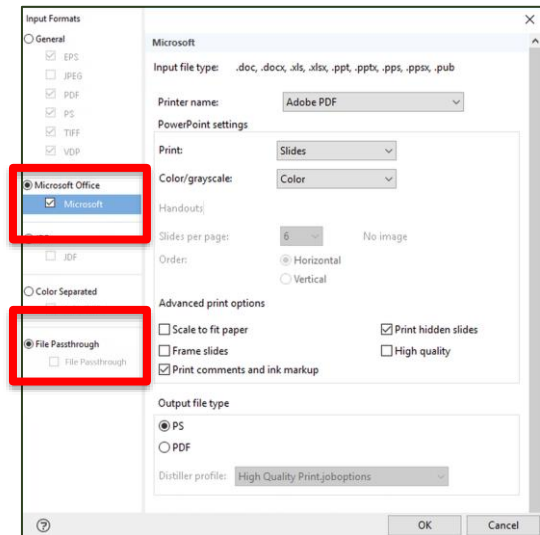 Input Formats
General
EPS
JPEG
PDF
PS
TIFF
VDP
Microsoft Office
Microsoft
JDF
Color Separated
File Passthrough
File Passthrough
Microsoft
Input file type: .doc, .docx, .xls, .xlsx, .ppt, .pptx, .pps, .ppsx, .pub
Printer name: Adobe PDF
PowerPoint settings
Print: Slides
Color/grayscale: Color
Handouts
Slides per page: 6 No image
Order: Horizontal
Vertical
Advanced print options
Scale to fit paper Print hidden slides
Frame slides High quality
Print comments and ink markup
Output file type
PS
PDF
Distiller profile: High Quality Print.joboptions
OK Cancel